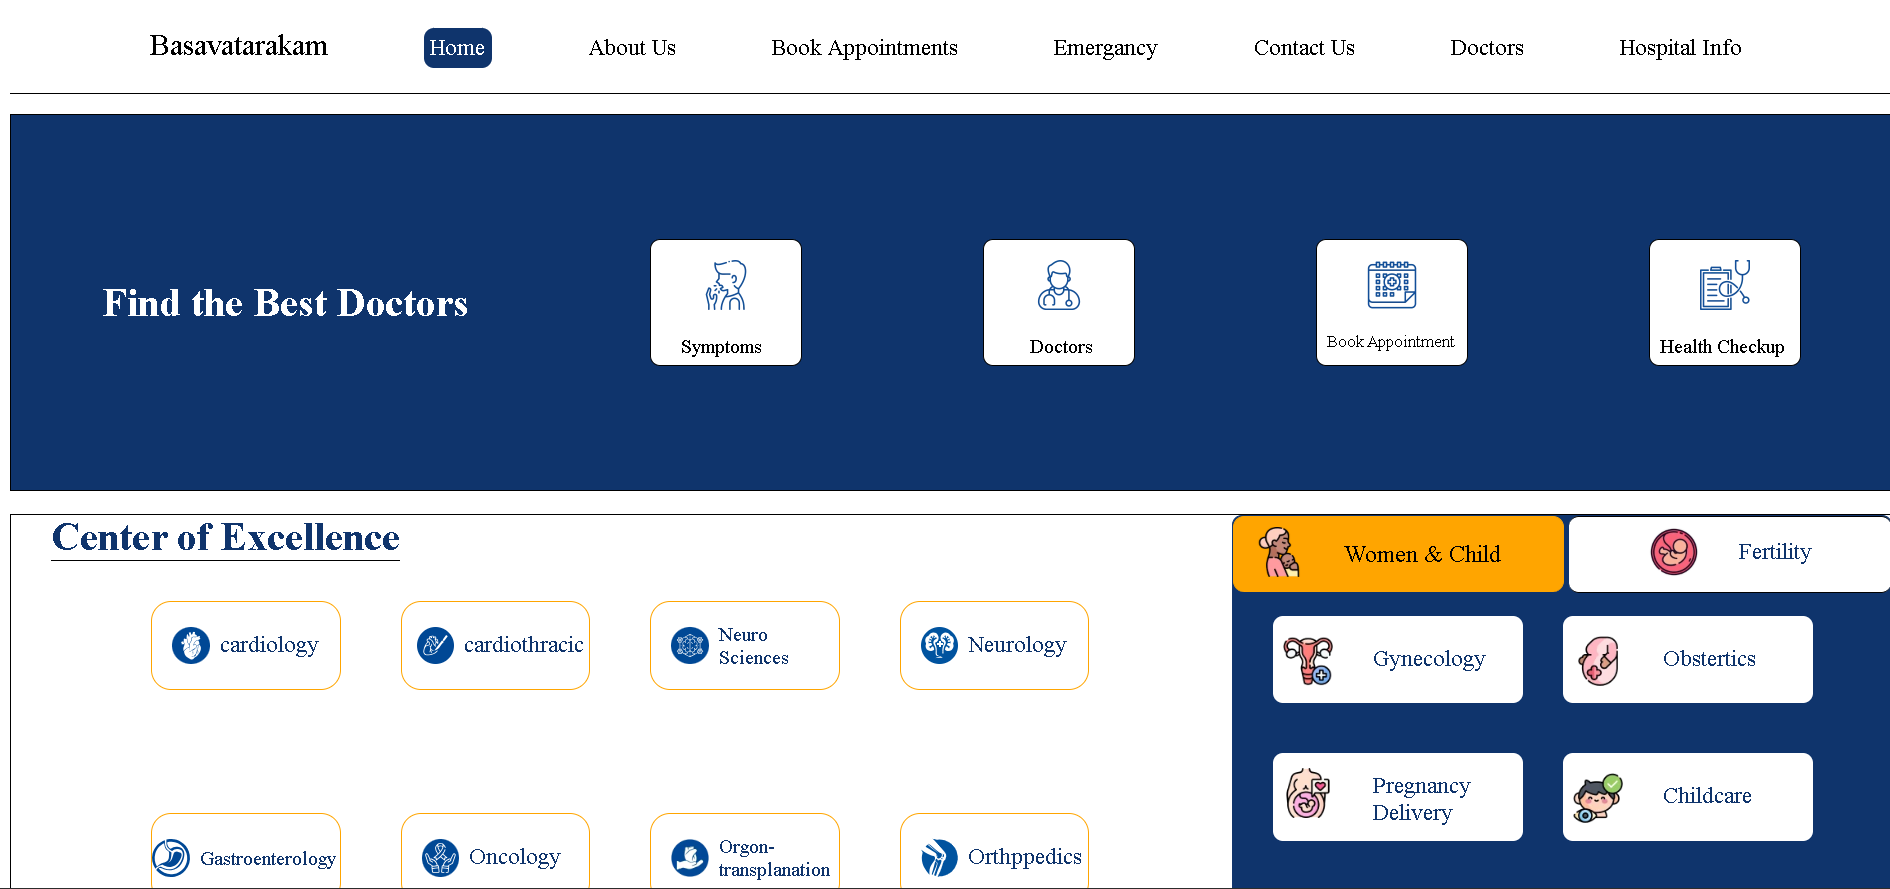 Basavatarakam
Home
About Us
Book Appointments
Emergancy
Contact Us
Doctors
Hospital Info
Find the Best Doctors
Symptoms
Doctors
Book Appointment
Health Checkup
Center of Excellence
Women & Child
Fertility
cardiology
cardiothracic
Neuro
Sciences
Neurology
Gynecology
Obstertics
Pregnancy
Delivery
Childcare
Gastroenterology
Oncology
Orgon-
transplanation
Orthppedics